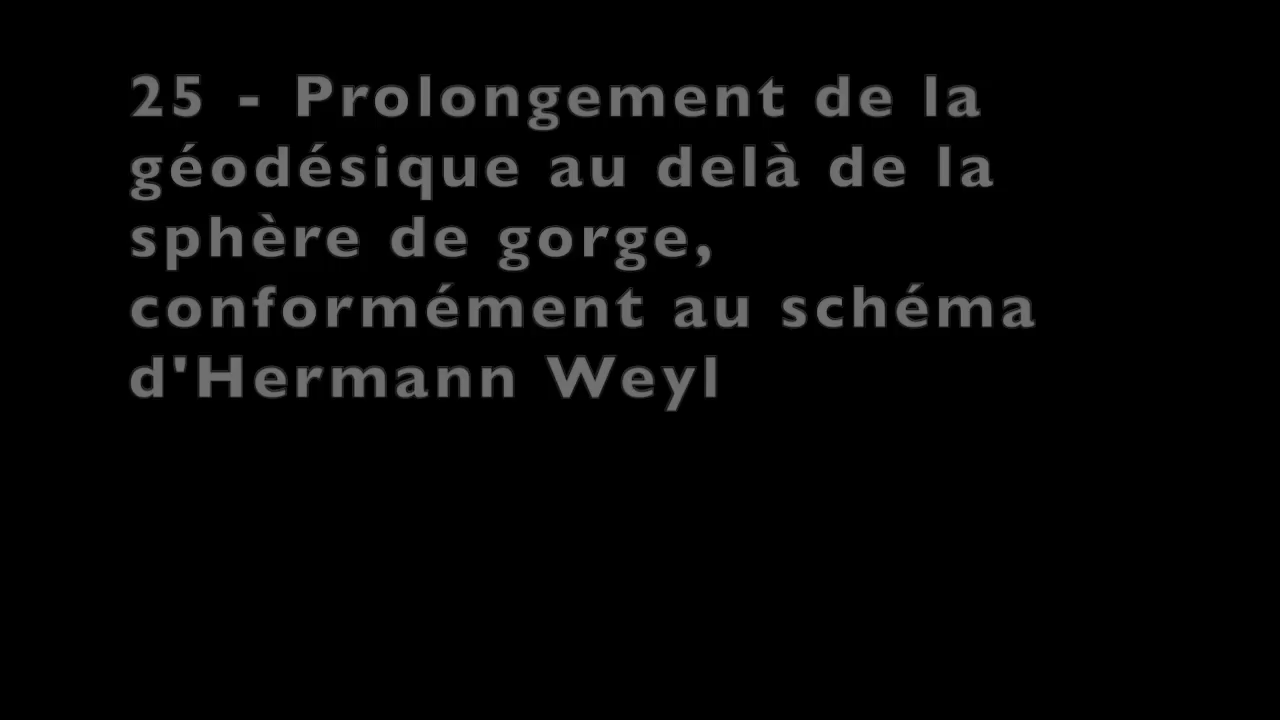 25 - Prolongement de la
géodésique au delà de la
sphère de gorge,
conformément au schéma
d'Hermann Weyl